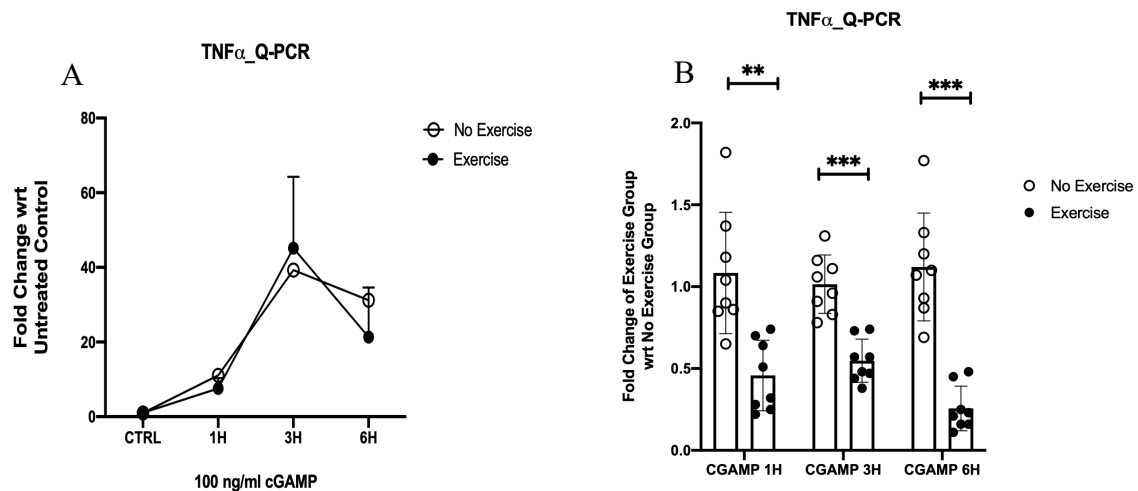 A
TNFα_Q-PCR
Fold Change wrt
Untreated Control
80
60
40
20
0
CTRL
1H
3H
6H
100 ng/ml cGAMP
No Exercise
Exercise
B
TNFα_Q-PCR
Fold Change of Exercise Group
wrt No Exercise Group
2.0
1.5
1.0
0.5
0.0
**
***
***
CGAMP 1H
CGAMP 3H
CGAMP 6H
No Exercise
Exercise